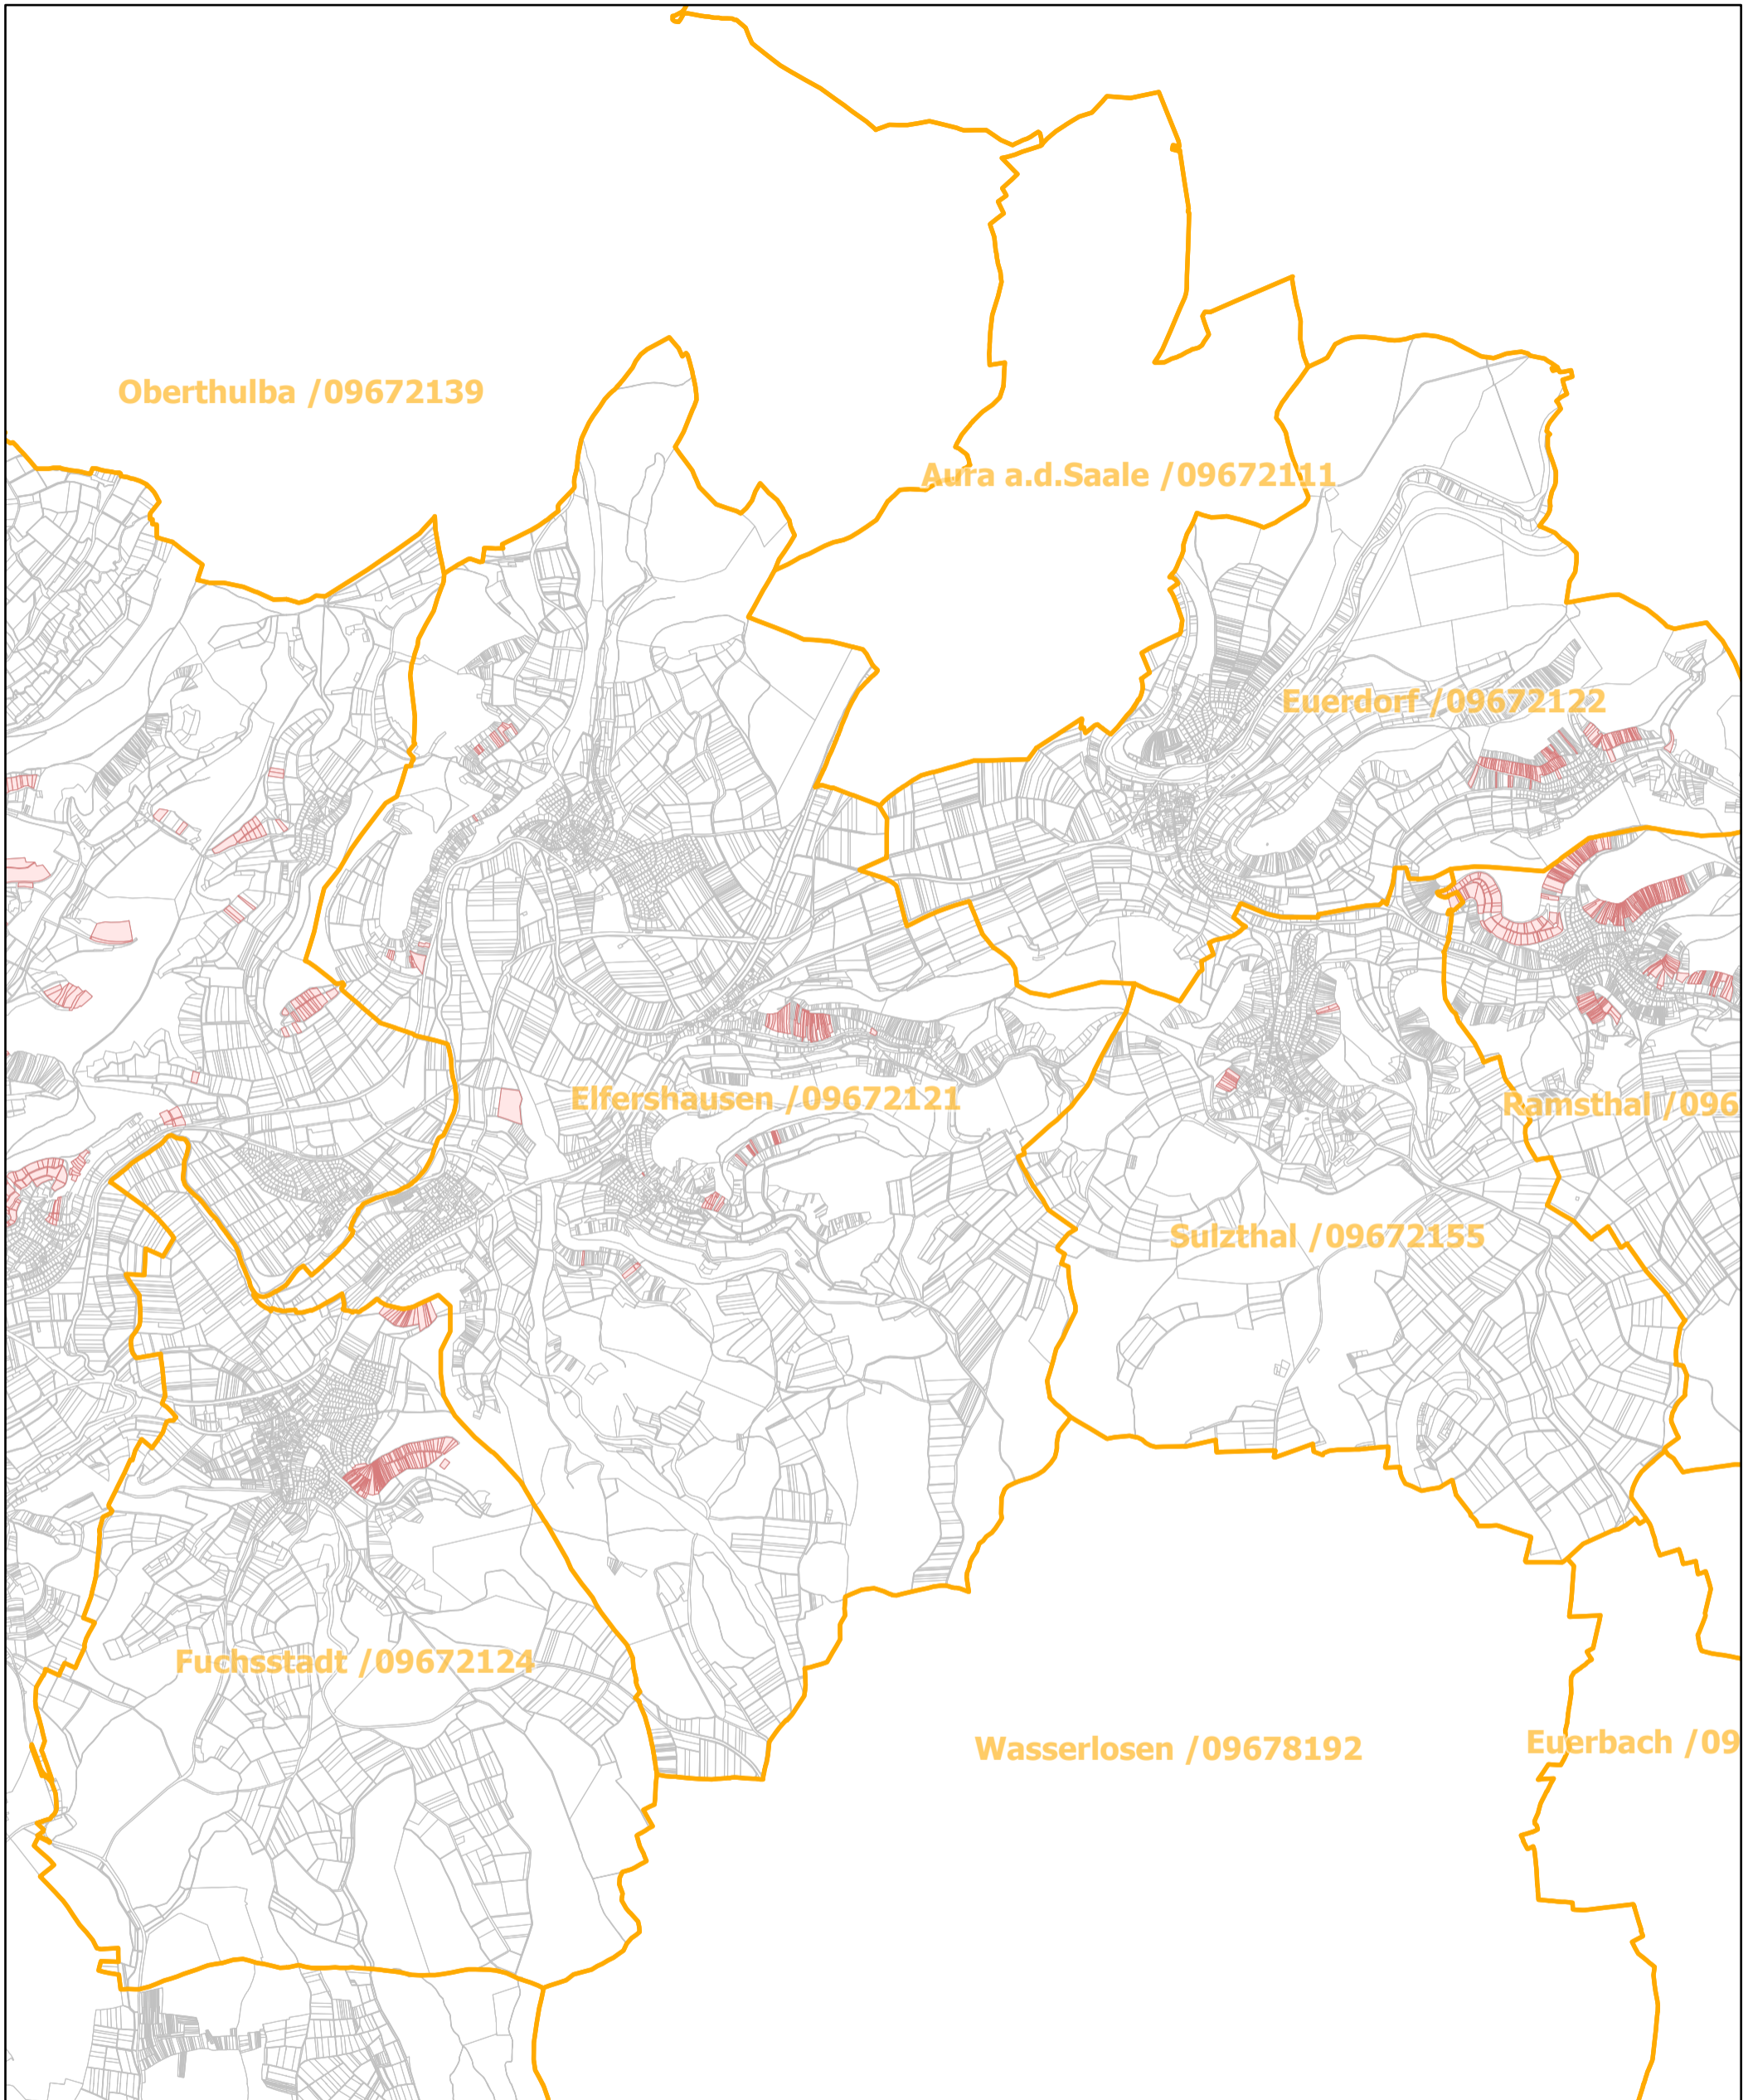 Oberthulba /09672139
Aura a.d.Saale /09672111
Euerdorf /09672122
Elfershausen /09672121
Ramsthal /096
Sulzthal /09672155
Fuchsstadt /09672124
Wasserlosen /09678192
Euerbach /09